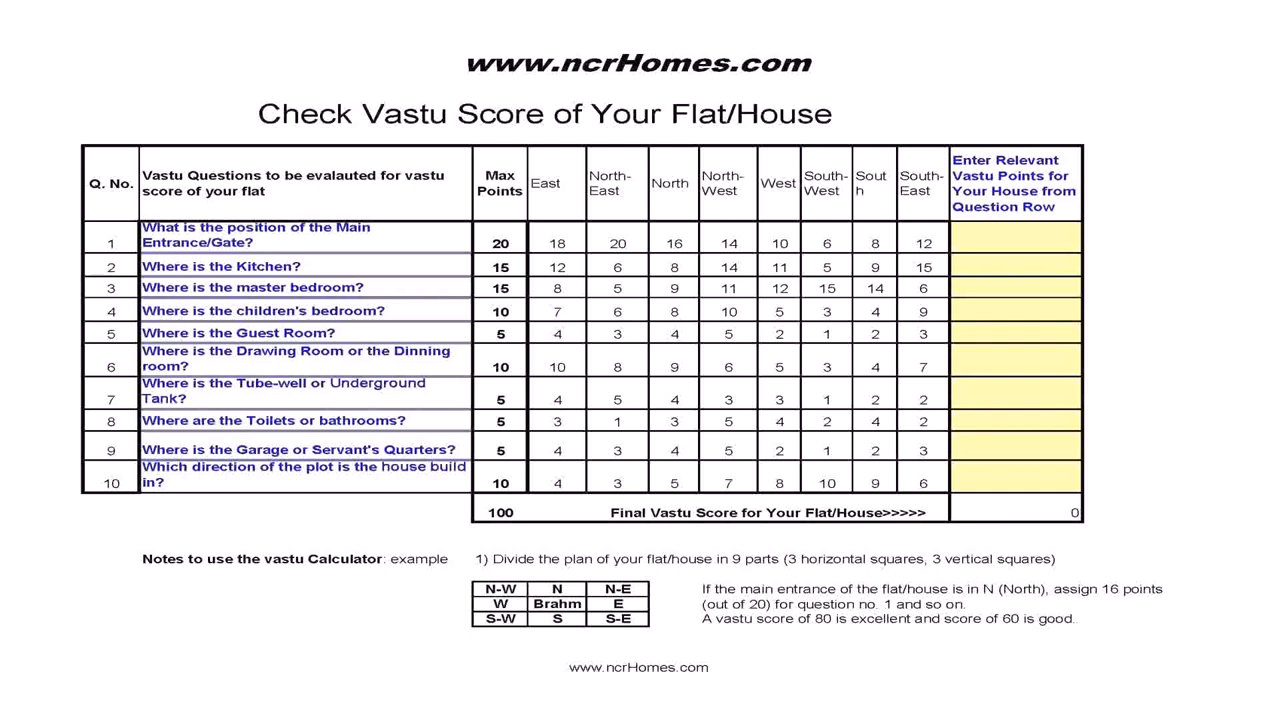 www.ncrHomes.com
Check Vastu Score of Your Flat/House
Q. No. Vastu Questions to be evalauted for vastu score of your flat Max Points East North-East North North-West West South-West Sout h South-East Enter Relevant Vastu Points for Your House from Question Row
1 What is the position of the Main Entrance/Gate? 20 18 20 16 14 10 6 8 12
2 Where is the Kitchen? 15 12 6 8 14 11 5 9 15
3 Where is the master bedroom? 15 8 5 9 11 12 15 14 6
4 Where is the children's bedroom? 10 7 6 8 10 5 3 4 9
5 Where is the Guest Room? 5 4 3 4 5 2 1 2 3
6 Where is the Drawing Room or the Dinning room? 10 10 8 9 6 5 3 4 7
7 Where is the Tube-well or Underground Tank? 5 4 5 4 3 3 1 2 2
8 Where are the Toilets or bathrooms? 5 3 1 3 5 4 2 4 2
9 Where is the Garage or Servant's Quarters? 5 4 3 4 5 2 1 2 3
10 Which direction of the plot is the house build in? 10 4 3 5 7 8 10 9 6
100 Final Vastu Score for Your Flat/House>>>>> 0
Notes to use the vastu Calculator: example 1) Divide the plan of your flat/house in 9 parts (3 horizontal squares, 3 vertical squares)
N-W N N-E
W Brahm E
S-W S S-E
If the main entrance of the flat/house is in N (North), assign 16 points
(out of 20) for question no. 1 and so on.
A vastu score of 80 is excellent and score of 60 is good.
www.ncrHomes.com